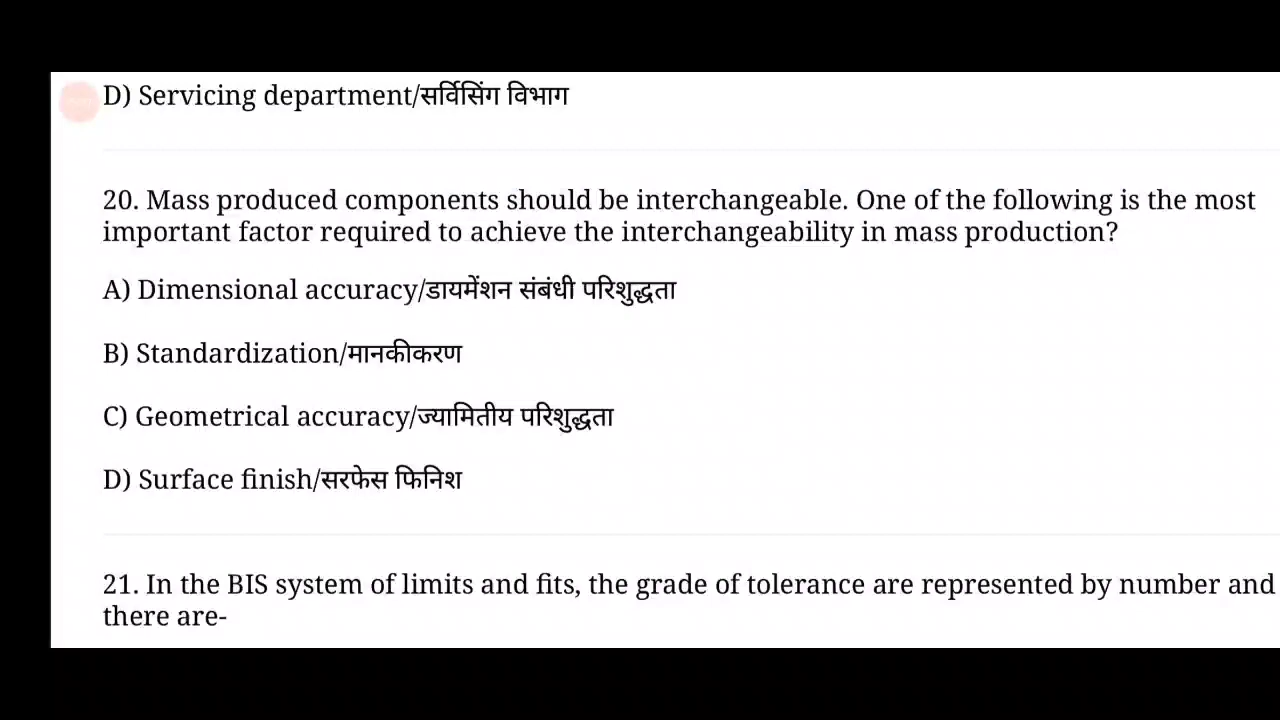 D) Servicing department/सर्विसिंग विभाग
20. Mass produced components should be interchangeable. One of the following is the most
important factor required to achieve the interchangeability in mass production?
A) Dimensional accuracy/डायमेंशन संबंधी परिशुद्धता
B) Standardization/मानकीकरण
C) Geometrical accuracy/ज्यामितीय परिशुद्धता
D) Surface finish/सरफेस फिनिश
21. In the BIS system of limits and fits, the grade of tolerance are represented by number and
there are-